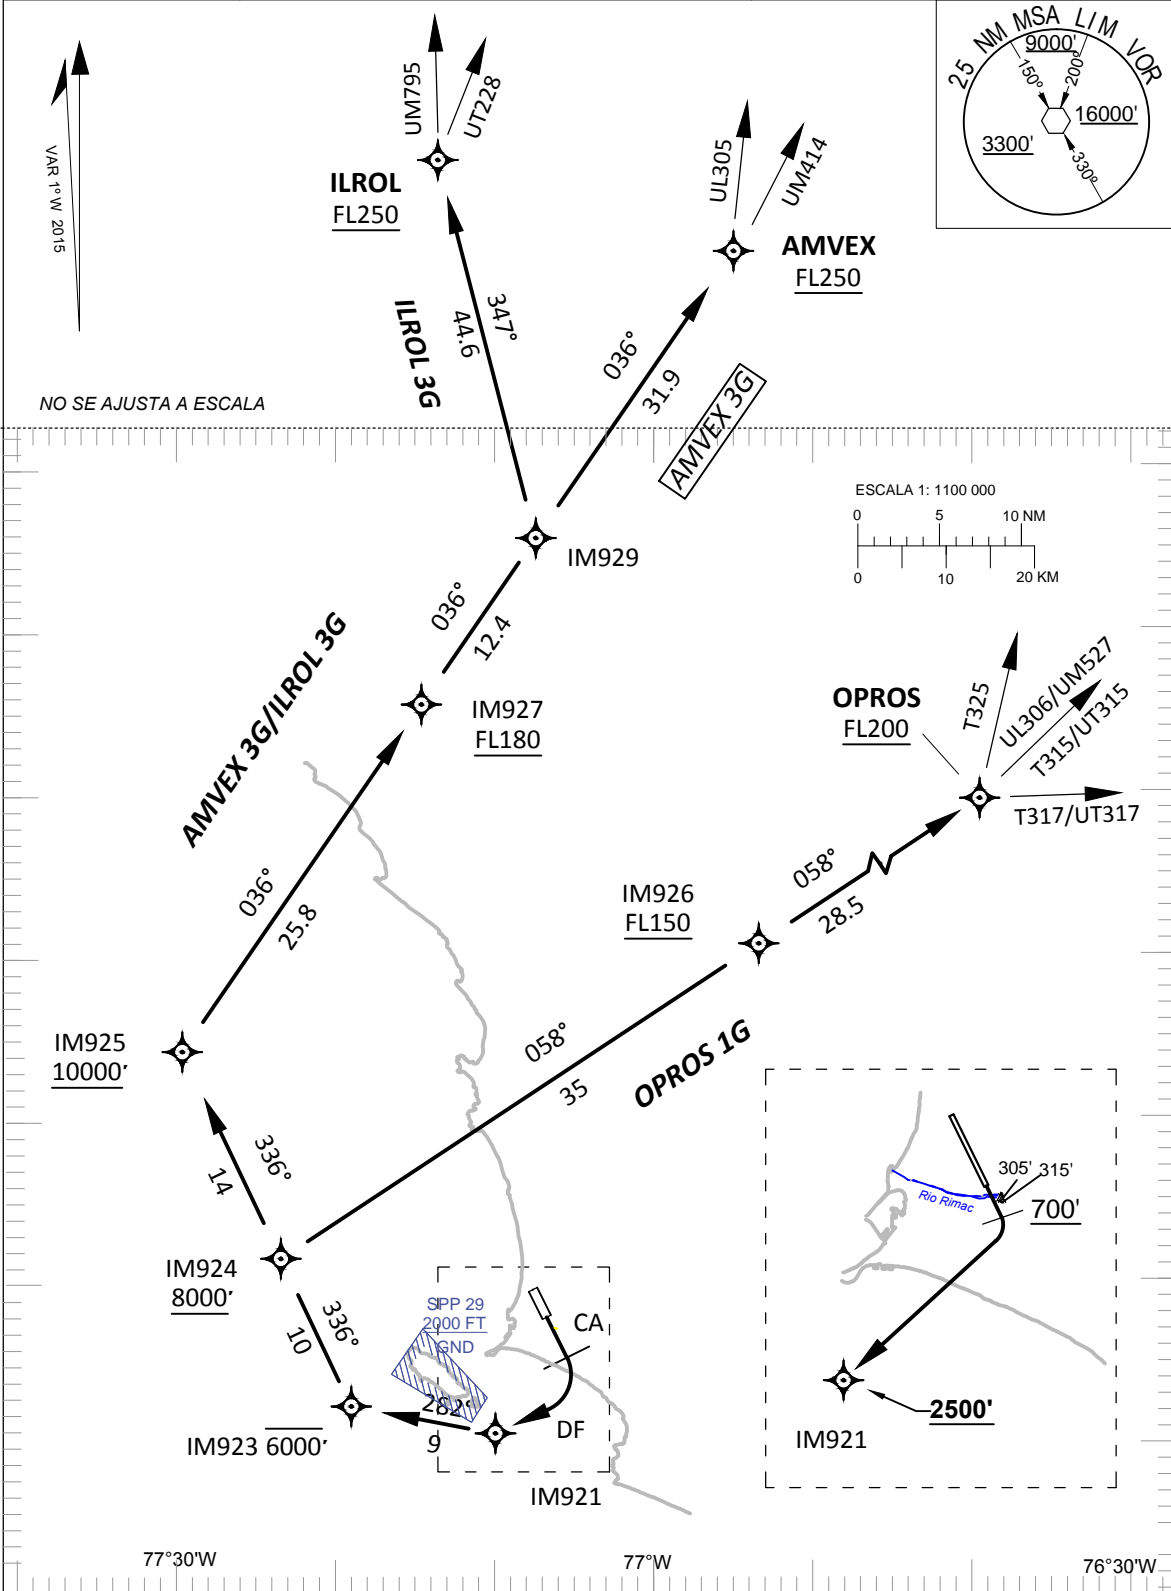 25 NM MSA LIM VOR
9000'
150°
200°
16000'
3300'
330°
VAR 1° W 2015
UM795
UT228
ILROL
FL250
UL305
UM414
AMVEX
FL250
ILROL 3G
347°
44.6
036°
31.9
AMVEX 3G
NO SE AJUSTA A ESCALA
ESCALA 1: 1100 000
0 5 10 NM
0 10 20 KM
IM929
036°
12.4
AMVEX 3G/ILROL 3G
IM927
FL180
OPROS
FL200
T325
UL306/UM527
T315/UT315
T317/UT317
036°
25.8
IM926
FL150
058°
28.5
IM925
10000'
058°
35
OPROS 1G
336°
14
IM924
8000'
336°
10
SPP 29
2000 FT
GND
CA
DF
282°
9
IM923 6000'
IM921
305' 315'
Rio Rimac
700'
2500'
IM921
77°30'W 77°W 76°30'W